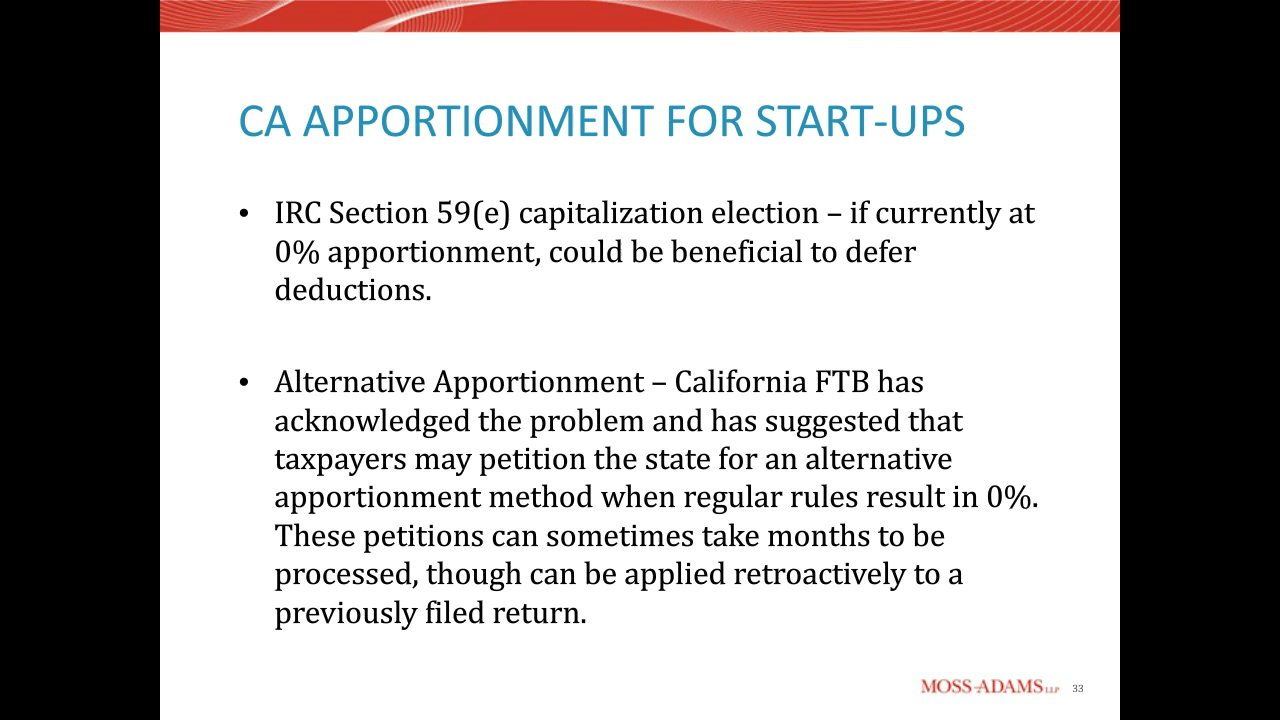 CA APPORTIONMENT FOR START-UPS
• IRC Section 59(e) capitalization election – if currently at
0% apportionment, could be beneficial to defer
deductions.
• Alternative Apportionment – California FTB has
acknowledged the problem and has suggested that
taxpayers may petition the state for an alternative
apportionment method when regular rules result in 0%.
These petitions can sometimes take months to be
processed, though can be applied retroactively to a
previously filed return.
MOSS-ADAMS LLP 33